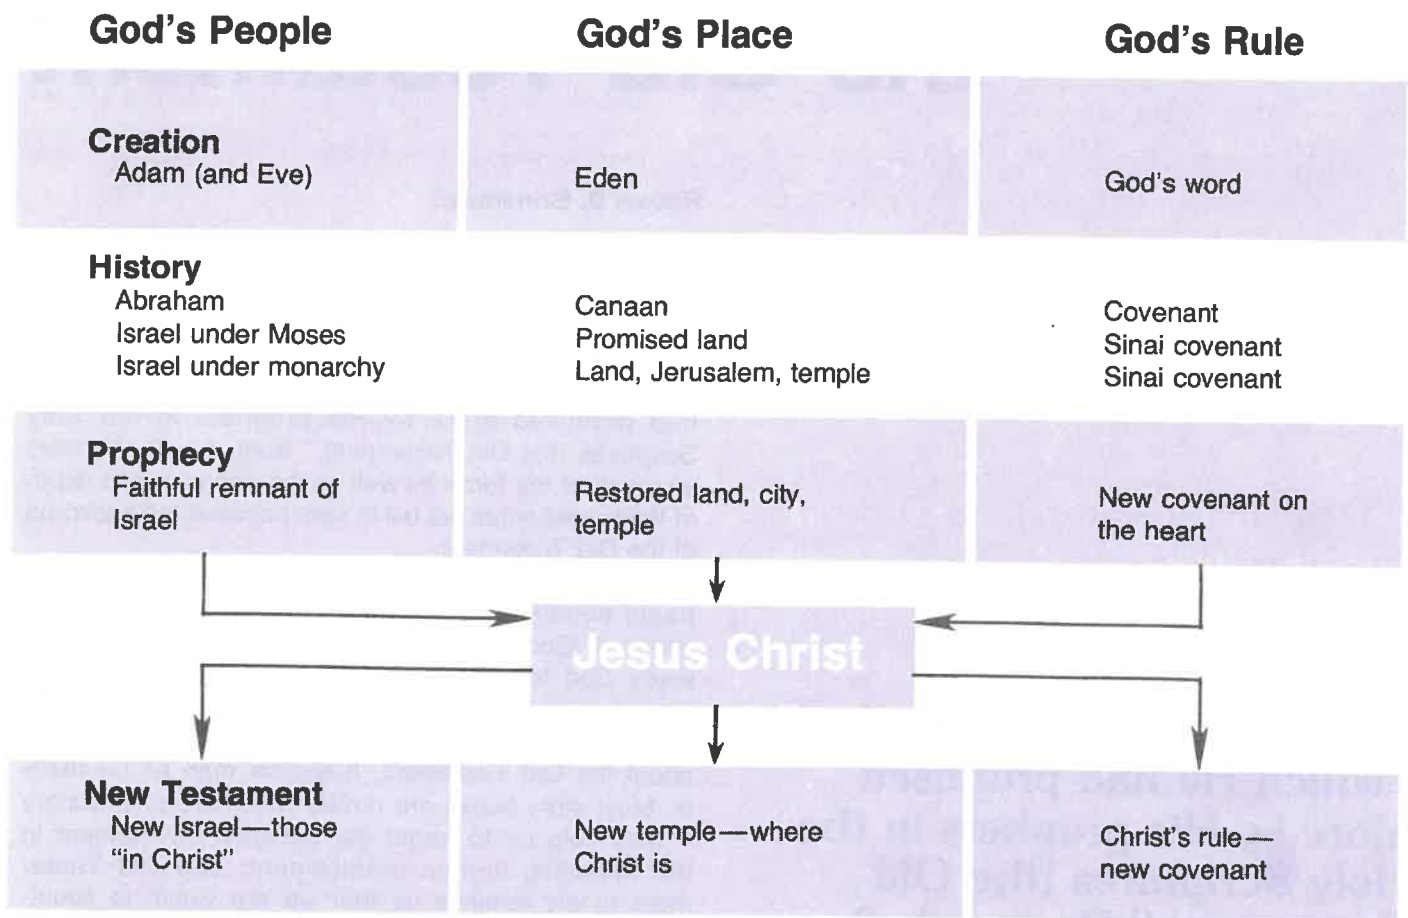 God's People
God's Place
God's Rule
Creation
Adam (and Eve)
Eden
God's word
History
Abraham
Israel under Moses
Israel under monarchy
Canaan
Promised land
Land, Jerusalem, temple
Covenant
Sinai covenant
Sinai covenant
Prophecy
Faithful remnant of
Israel
Restored land, city,
temple
New covenant on
the heart
Jesus Christ
New Testament
New Israel—those
"in Christ"
New temple—where
Christ is
Christ's rule—
new covenant